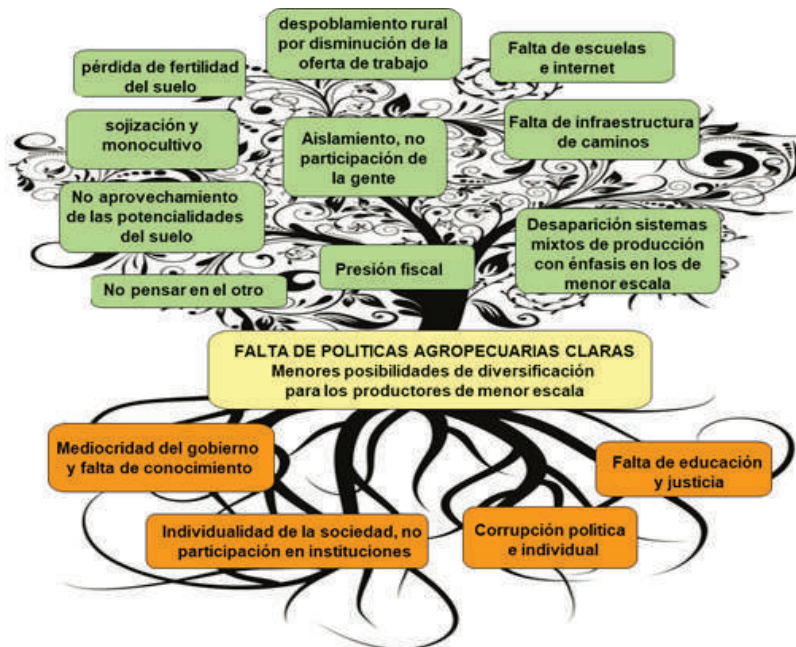 despoblamiento rural
por disminución de la
oferta de trabajo
Falta de escuelas
e internet
pérdida de fertilidad
del suelo
sojización y
monocultivo
Aislamiento, no
participación de
la gente
Falta de infraestructura
de caminos
No aprovechamiento
de las potencialidades
del suelo
Desaparición sistemas
mixtos de producción
con énfasis en los de
menor escala
Presión fiscal
No pensar en el otro
FALTA DE POLITICAS AGROPECUARIAS CLARAS
Menores posibilidades de diversificación
para los productores de menor escala
Mediocridad del gobierno
y falta de conocimiento
Falta de educación
y justicia
Individualidad de la sociedad, no
participación en instituciones
Corrupción politica
e individual